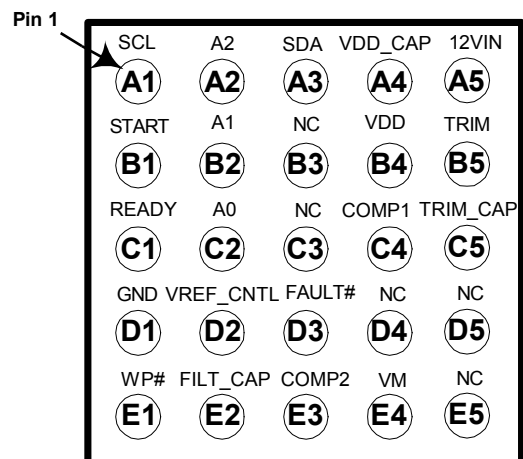 Pin 1
SCL A2 SDA VDD_CAP 12VIN
A1 A2 A3 A4 A5
START A1 NC VDD TRIM
B1 B2 B3 B4 B5
READY A0 NC COMP1 TRIM_CAP
C1 C2 C3 C4 C5
GND VREF_CNTL FAULT# NC NC
D1 D2 D3 D4 D5
WP# FILT_CAP COMP2 VM NC
E1 E2 E3 E4 E5